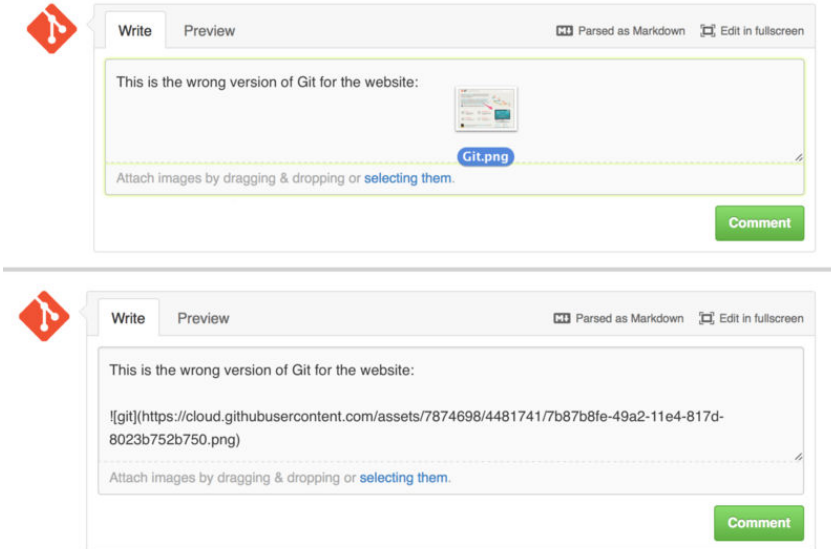 Write Preview Parsed as Markdown Edit in fullscreen
This is the wrong version of Git for the website:
Git.png
Attach images by dragging & dropping or selecting them.
Comment
Write Preview Parsed as Markdown Edit in fullscreen
This is the wrong version of Git for the website:
![git](https://cloud.githubusercontent.com/assets/7874698/4481741/7b87b8fe-49a2-11e4-817d-
8023b752b750.png)
Attach images by dragging & dropping or selecting them.
Comment